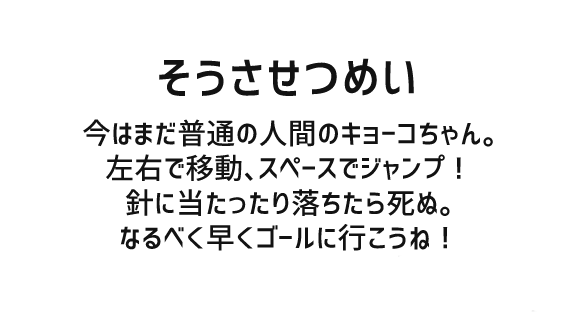 そうさせつめい
今はまだ普通の人間のキョーコちゃん。
左右で移動、スペースでジャンプ！
針に当たったり落ちたら死ぬ。
なるべく早くゴールに行こうね！